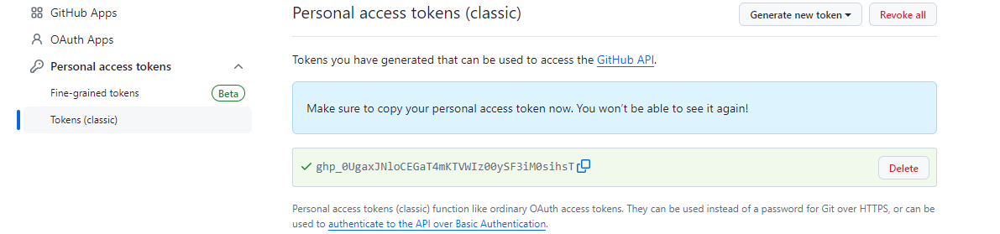 GitHub Apps
OAuth Apps
Personal access tokens
Fine-grained tokens Beta
Tokens (classic)
Personal access tokens (classic) Generate new token Revoke all
Tokens you have generated that can be used to access the GitHub API.
Make sure to copy your personal access token now. You won’t be able to see it again!
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 Delete
Personal access tokens (classic) function like ordinary OAuth access tokens. They can be used instead of a password for Git over HTTPS, or can be
used to authenticate to the API over Basic Authentication.